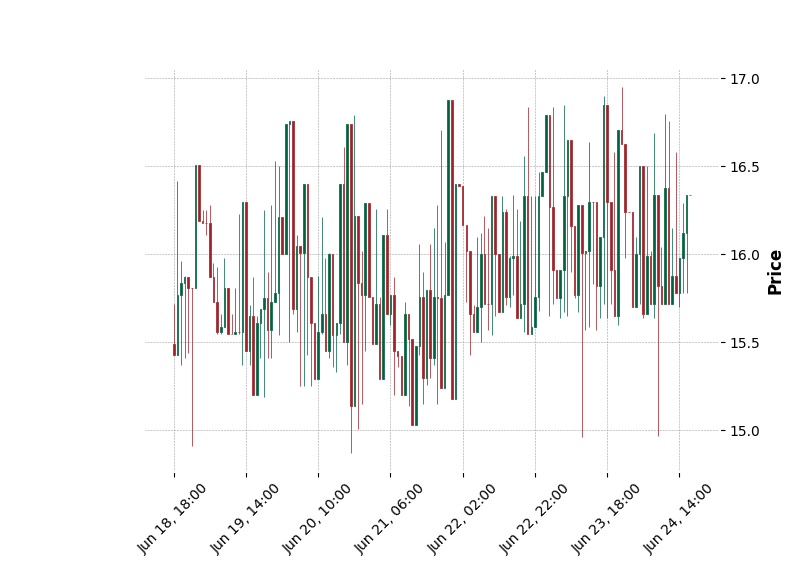 17.0
16.5
16.0
15.5
15.0
Price
Jun 18, 18:00
Jun 19, 14:00
Jun 20, 10:00
Jun 21, 06:00
Jun 22, 02:00
Jun 22, 22:00
Jun 23, 18:00
Jun 24, 14:00